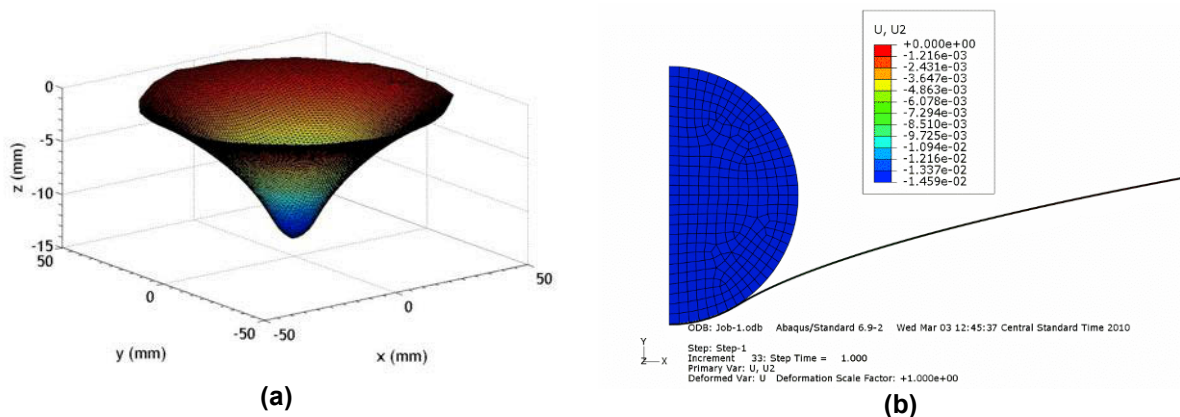 0
-5
-10
-15
z (mm)
50
0
-50
y (mm)
-50
0
50
x (mm)
(a)
U, U2
+0.000e+00
-1.216e-03
-2.431e-03
-3.647e-03
-4.863e-03
-6.078e-03
-7.294e-03
-8.510e-03
-9.725e-03
-1.094e-02
-1.216e-02
-1.337e-02
-1.459e-02
ODB: Job-1.odb Abaqus/Standard 6.9-2 Wed Mar 03 12:45:37 Central Standard Time 2010
Y
Z X
Step: Step-1
Increment 33: Step Time = 1.000
Primary Var: U, U2
Deformed Var: U Deformation Scale Factor: +1.000e+00
(b)